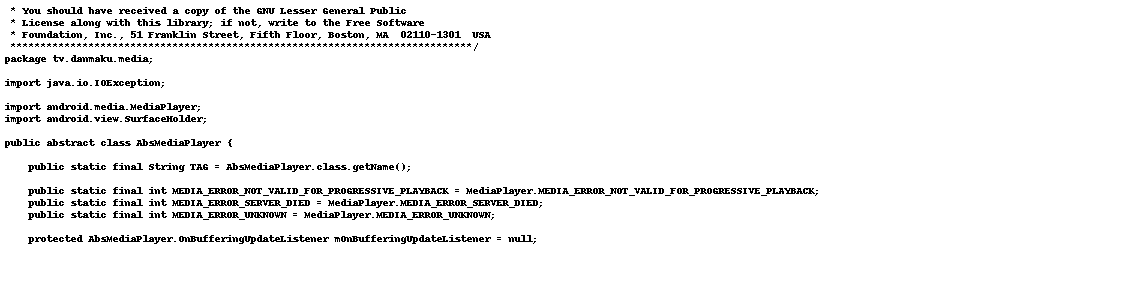 * You should have received a copy of the GNU Lesser General Public
 * License along with this library; if not, write to the Free Software
 * Foundation, Inc., 51 Franklin Street, Fifth Floor, Boston, MA  02110-1301  USA
 *****************************************************************************/
package tv.danmaku.media;

import java.io.IOException;

import android.media.MediaPlayer;
import android.view.SurfaceHolder;

public abstract class AbsMediaPlayer {

    public static final String TAG = AbsMediaPlayer.class.getName();

    public static final int MEDIA_ERROR_NOT_VALID_FOR_PROGRESSIVE_PLAYBACK = MediaPlayer.MEDIA_ERROR_NOT_VALID_FOR_PROGRESSIVE_PLAYBACK;
    public static final int MEDIA_ERROR_SERVER_DIED = MediaPlayer.MEDIA_ERROR_SERVER_DIED;
    public static final int MEDIA_ERROR_UNKNOWN = MediaPlayer.MEDIA_ERROR_UNKNOWN;

    protected AbsMediaPlayer.OnBufferingUpdateListener mOnBufferingUpdateListener = null;